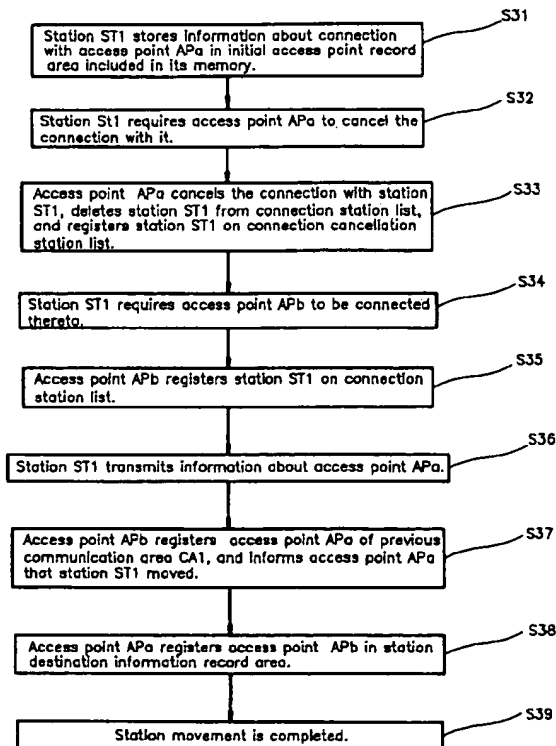 S31
Station ST1 stores information about connection
with access point APa in initial access point record
area included in its memory.
S32
Station St1 requires access point APa to cancel the
connection with it.
S33
Access point APa cancels the connection with station
ST1, deletes station ST1 from connection station list,
and registers station ST1 on connection cancellation
station list.
S34
Station ST1 requires access point APb to be connected
thereto.
S35
Access point APb registers station ST1 on connection
station list.
S36
Station ST1 transmits information about access point APa.
S37
Access point APb registers access point APa of previous
communication area CA1, and informs access point APa
that station ST1 moved.
S38
Access point APa registers access point APb in station
destination information record area.
S39
Station movement is completed.